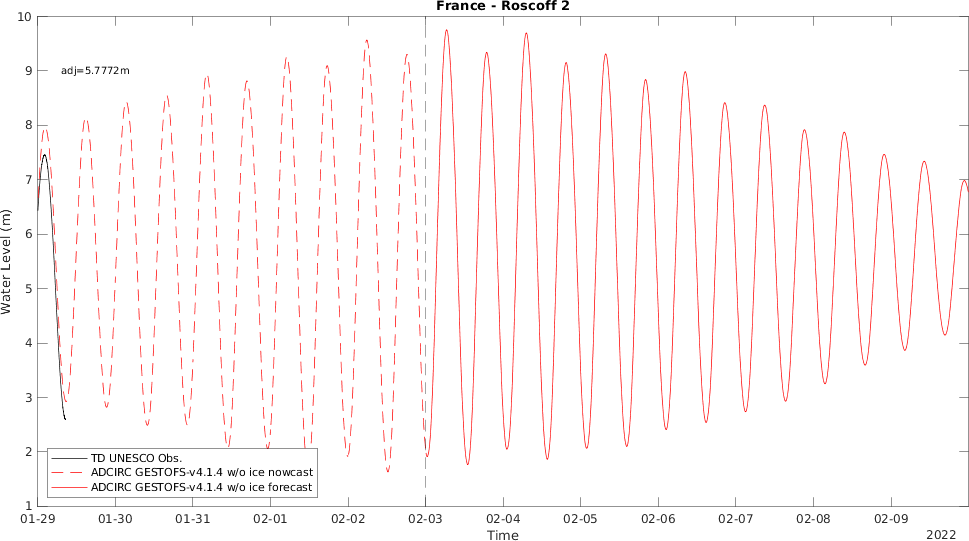 France - Roscoff 2
10
9
8
7
6
5
4
3
2
1
Water Level (m)
adj=5.7772m
TD UNESCO Obs.
ADCIRC GESTOFS-v4.1.4 w/o ice nowcast
ADCIRC GESTOFS-v4.1.4 w/o ice forecast
01-29 01-30 01-31 02-01 02-02 02-03 02-04 02-05 02-06 02-07 02-08 02-09
Time
2022